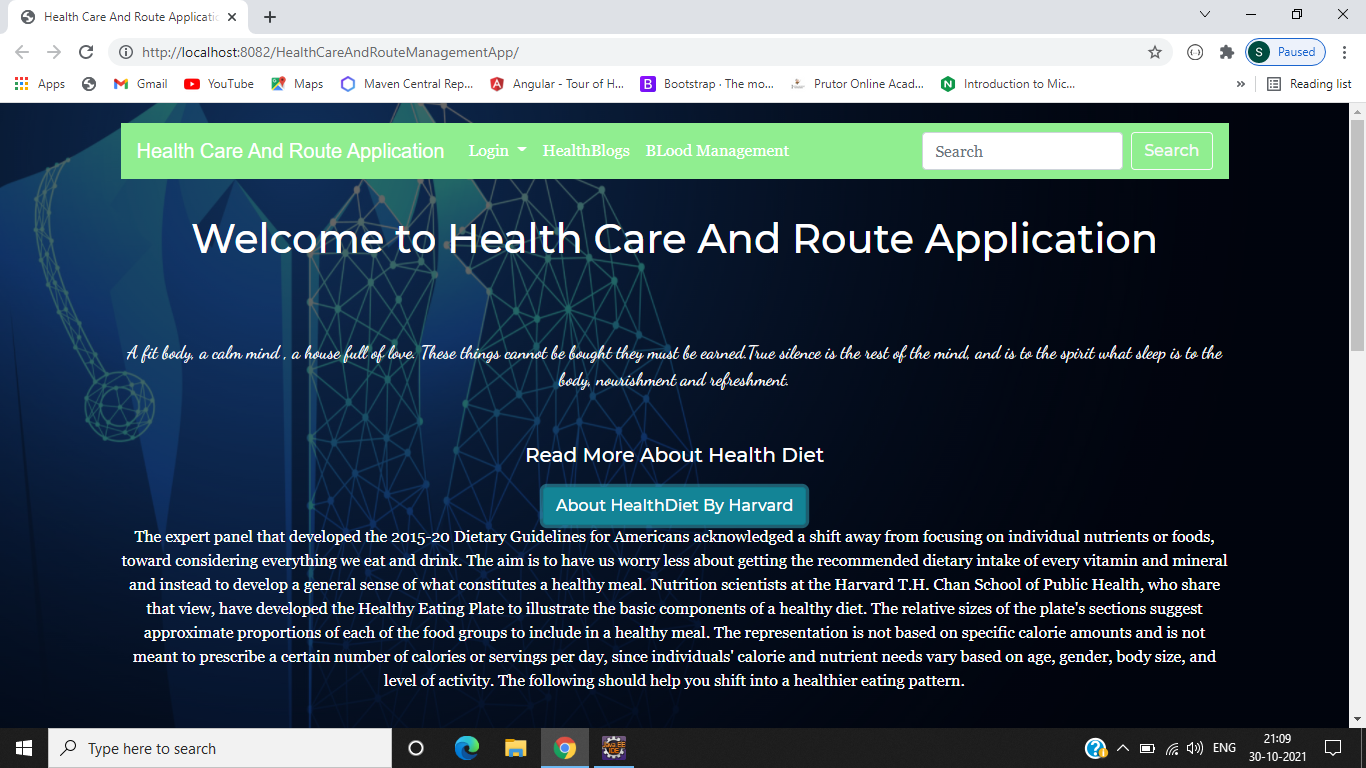 Health Care And Route Applicatio
http://localhost:8082/HealthCareAndRouteManagementApp/
S Paused
Apps Gmail YouTube Maps Maven Central Rep... Angular - Tour of H... Bootstrap · The mo... Prutor Online Acad... Introduction to Mic... » Reading list
Health Care And Route Application Login HealthBlogs BLood Management Search Search
Welcome to Health Care And Route Application
A fit body, a calm mind , a house full of love. These things cannot be bought they must be earned.True silence is the rest of the mind, and is to the spirit what sleep is to the
body, nourishment and refreshment.
Read More About Health Diet
About HealthDiet By Harvard
The expert panel that developed the 2015-20 Dietary Guidelines for Americans acknowledged a shift away from focusing on individual nutrients or foods,
toward considering everything we eat and drink. The aim is to have us worry less about getting the recommended dietary intake of every vitamin and mineral
and instead to develop a general sense of what constitutes a healthy meal. Nutrition scientists at the Harvard T.H. Chan School of Public Health, who share
that view, have developed the Healthy Eating Plate to illustrate the basic components of a healthy diet. The relative sizes of the plate's sections suggest
approximate proportions of each of the food groups to include in a healthy meal. The representation is not based on specific calorie amounts and is not
meant to prescribe a certain number of calories or servings per day, since individuals' calorie and nutrient needs vary based on age, gender, body size, and
level of activity. The following should help you shift into a healthier eating pattern.
Type here to search
ENG
21:09
30-10-2021